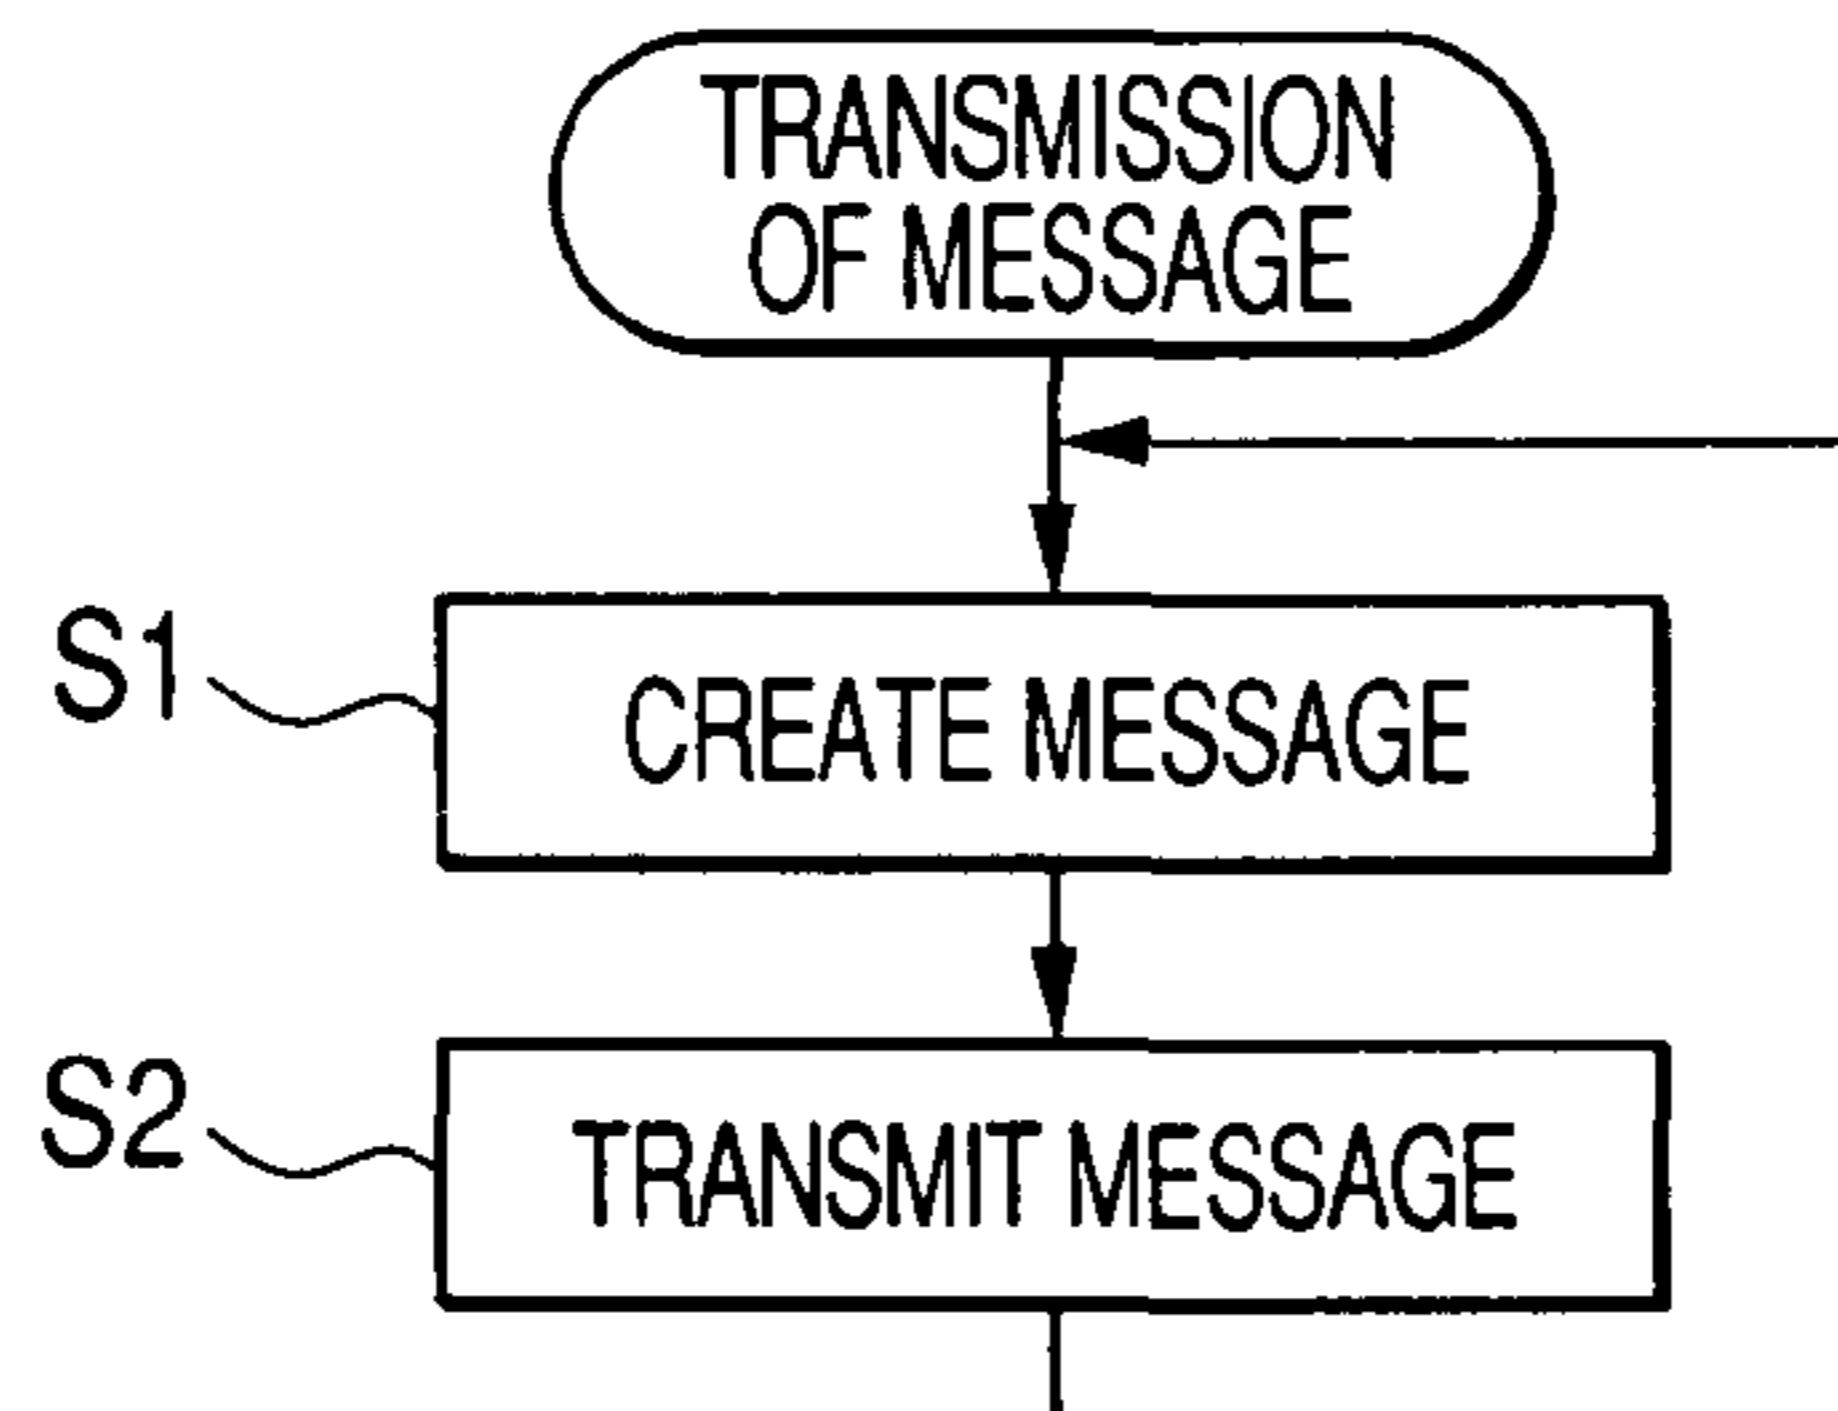 TRANSMISSION
OF MESSAGE
S1
CREATE MESSAGE
S2
TRANSMIT MESSAGE